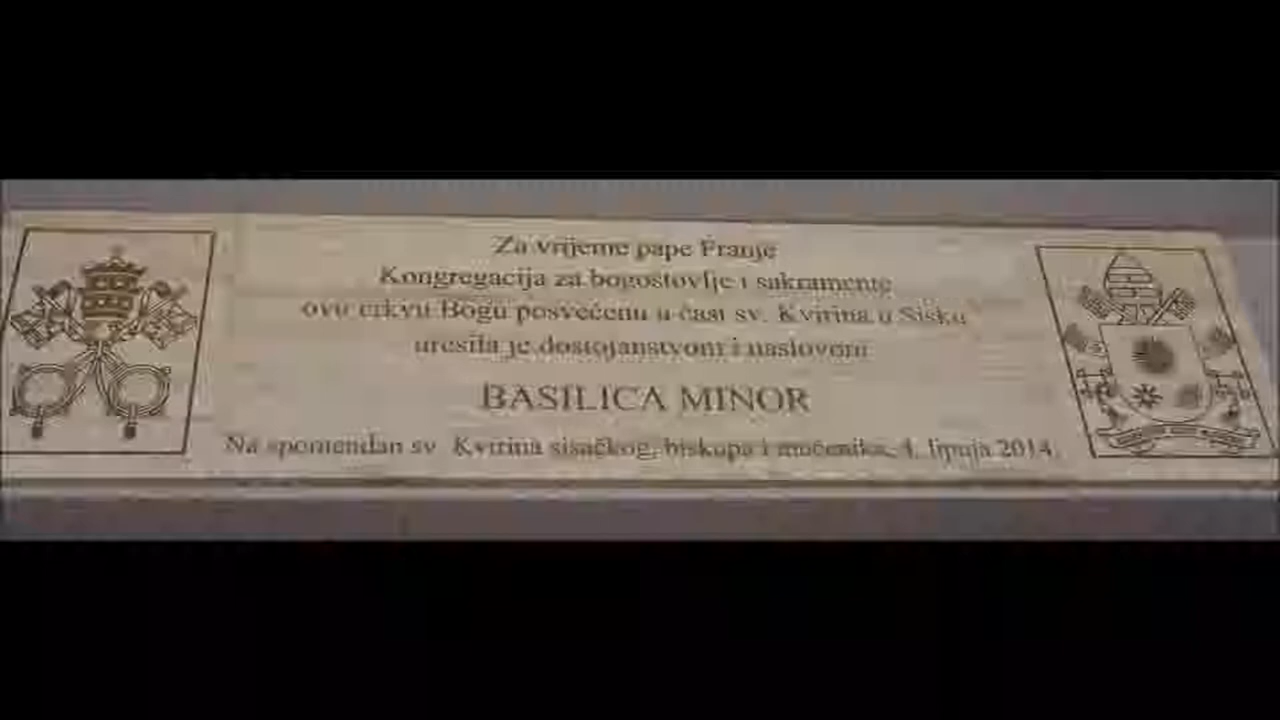 Za vrijeme pape Franje
Kongregacija za bogoštovlje i sakramente
ovu crkvu Bogu posvećenu u čast sv. Kvirina u Sisku
uresila je dostojanstvom i naslovom
BASILICA MINOR
Na spomendan sv. Kvirina sisačkog, biskupa i mučenika, 4. lipnja 2014.